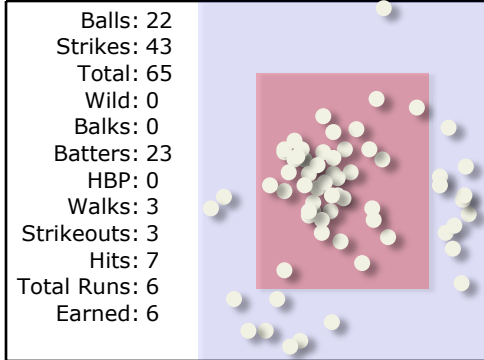 Balls: 22
Strikes: 43
Total: 65
Wild: 0
Balks: 0
Batters: 23
HBP: 0
Walks: 3
Strikeouts: 3
Hits: 7
Total Runs: 6
Earned: 6